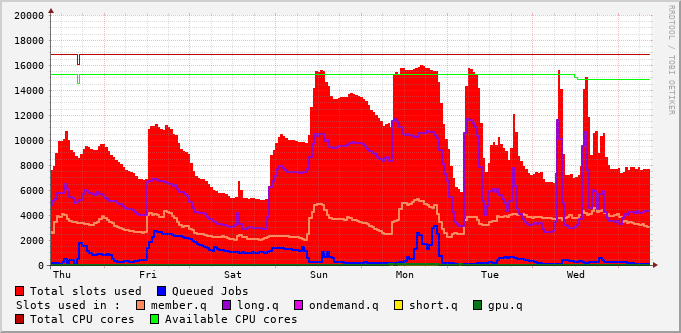 20000
18000
16000
14000
12000
10000
8000
6000
4000
2000
0
Thu Fri Sat Sun Mon Tue Wed
RRDTOOL / TOBI OETIKER
Total slots used Queued Jobs
Slots used in : member.q long.q ondemand.q short.q gpu.q
Total CPU cores Available CPU cores